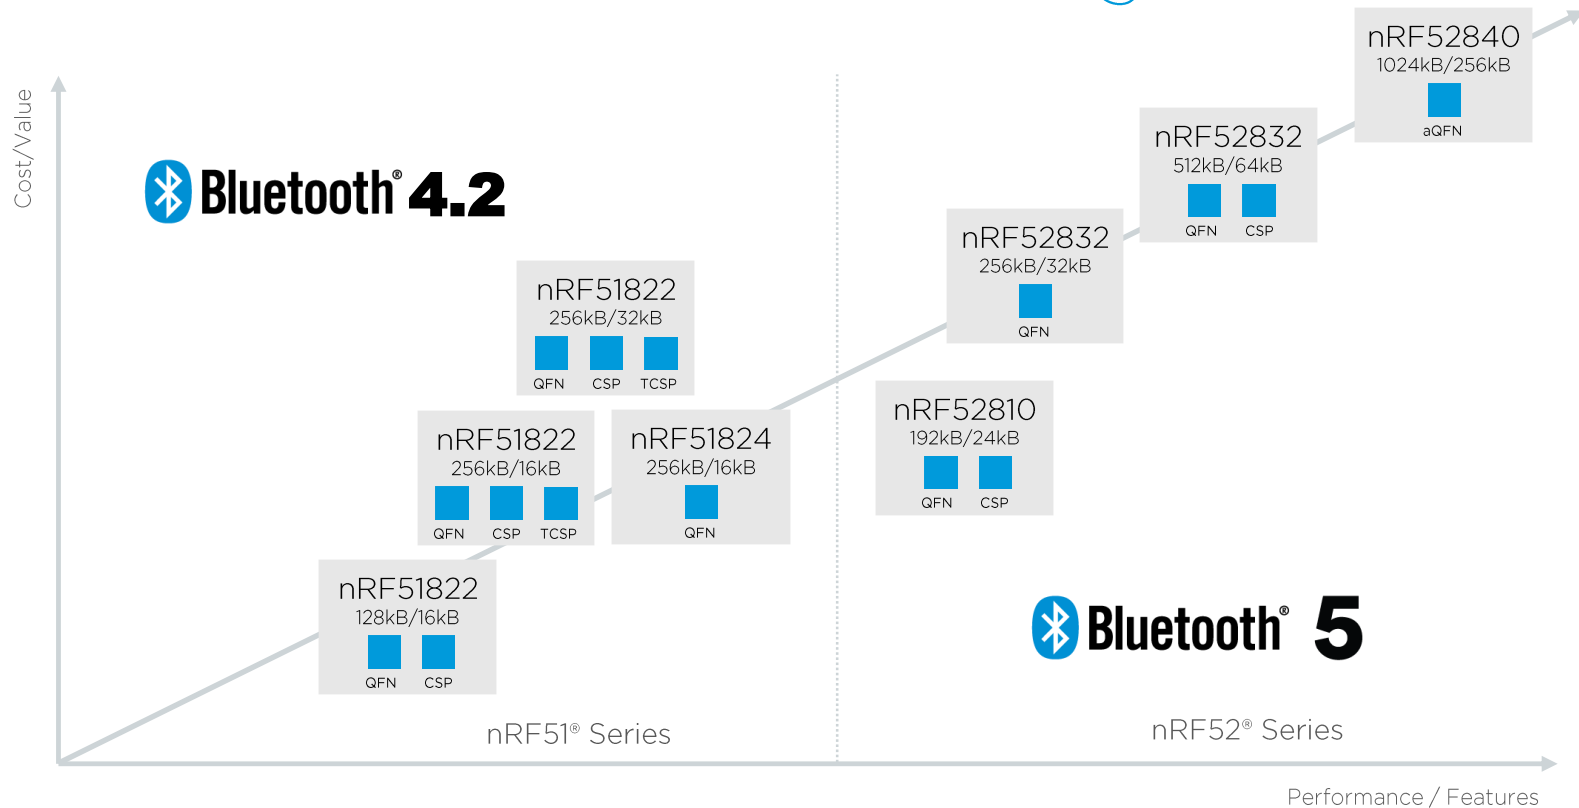 nRF52840
1024kB/256kB
aQFN
Cost/Value
nRF52832
512kB/64kB
QFN CSP
Bluetooth® 4.2
nRF52832
256kB/32kB
QFN
nRF51822
256kB/32kB
QFN CSP TCSP
nRF52810
192kB/24kB
QFN CSP
nRF51822
256kB/16kB
QFN CSP TCSP
nRF51824
256kB/16kB
QFN
nRF51822
128kB/16kB
QFN CSP
Bluetooth® 5
nRF51® Series
nRF52® Series
Performance / Features